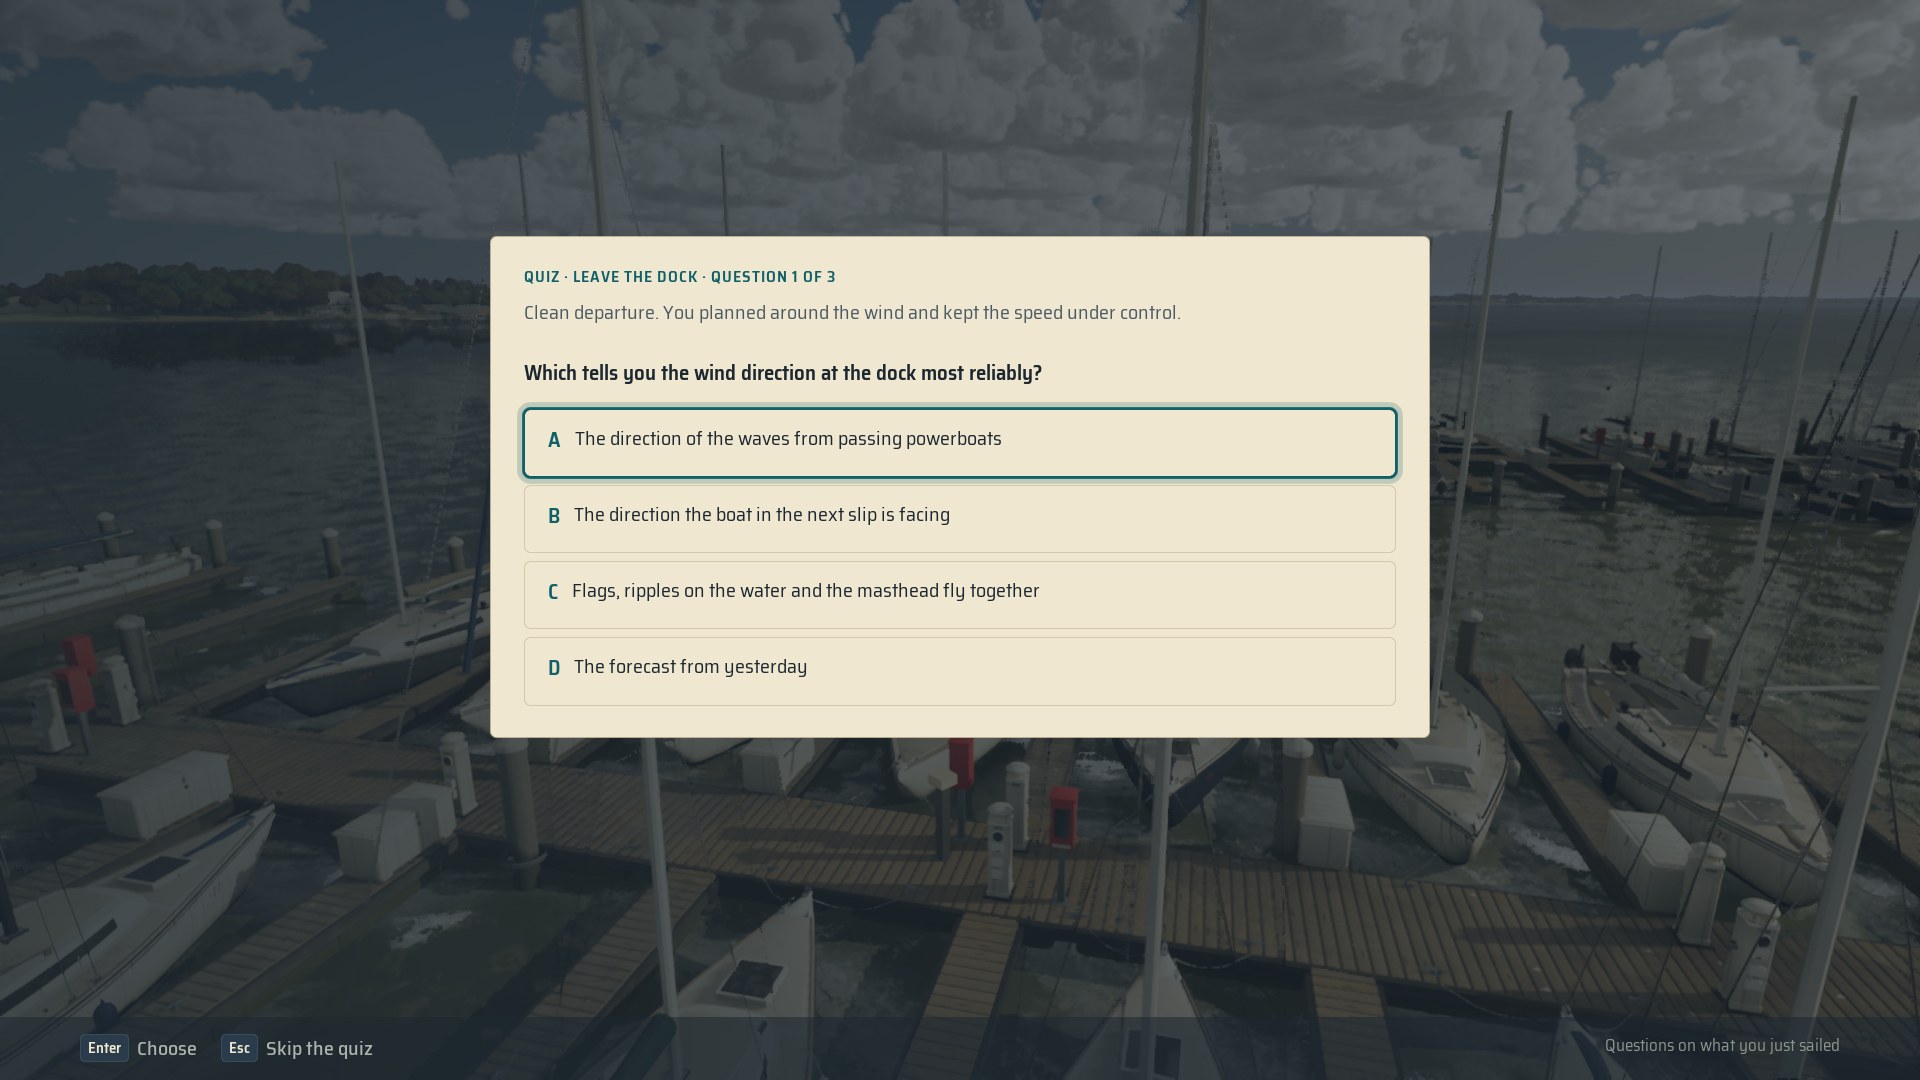 QUIZ · LEAVE THE DOCK · QUESTION 1 OF 3
Clean departure. You planned around the wind and kept the speed under control.
Which tells you the wind direction at the dock most reliably?
A The direction of the waves from passing powerboats
B The direction the boat in the next slip is facing
C Flags, ripples on the water and the masthead fly together
D The forecast from yesterday
Enter Choose Esc Skip the quiz
Questions on what you just sailed